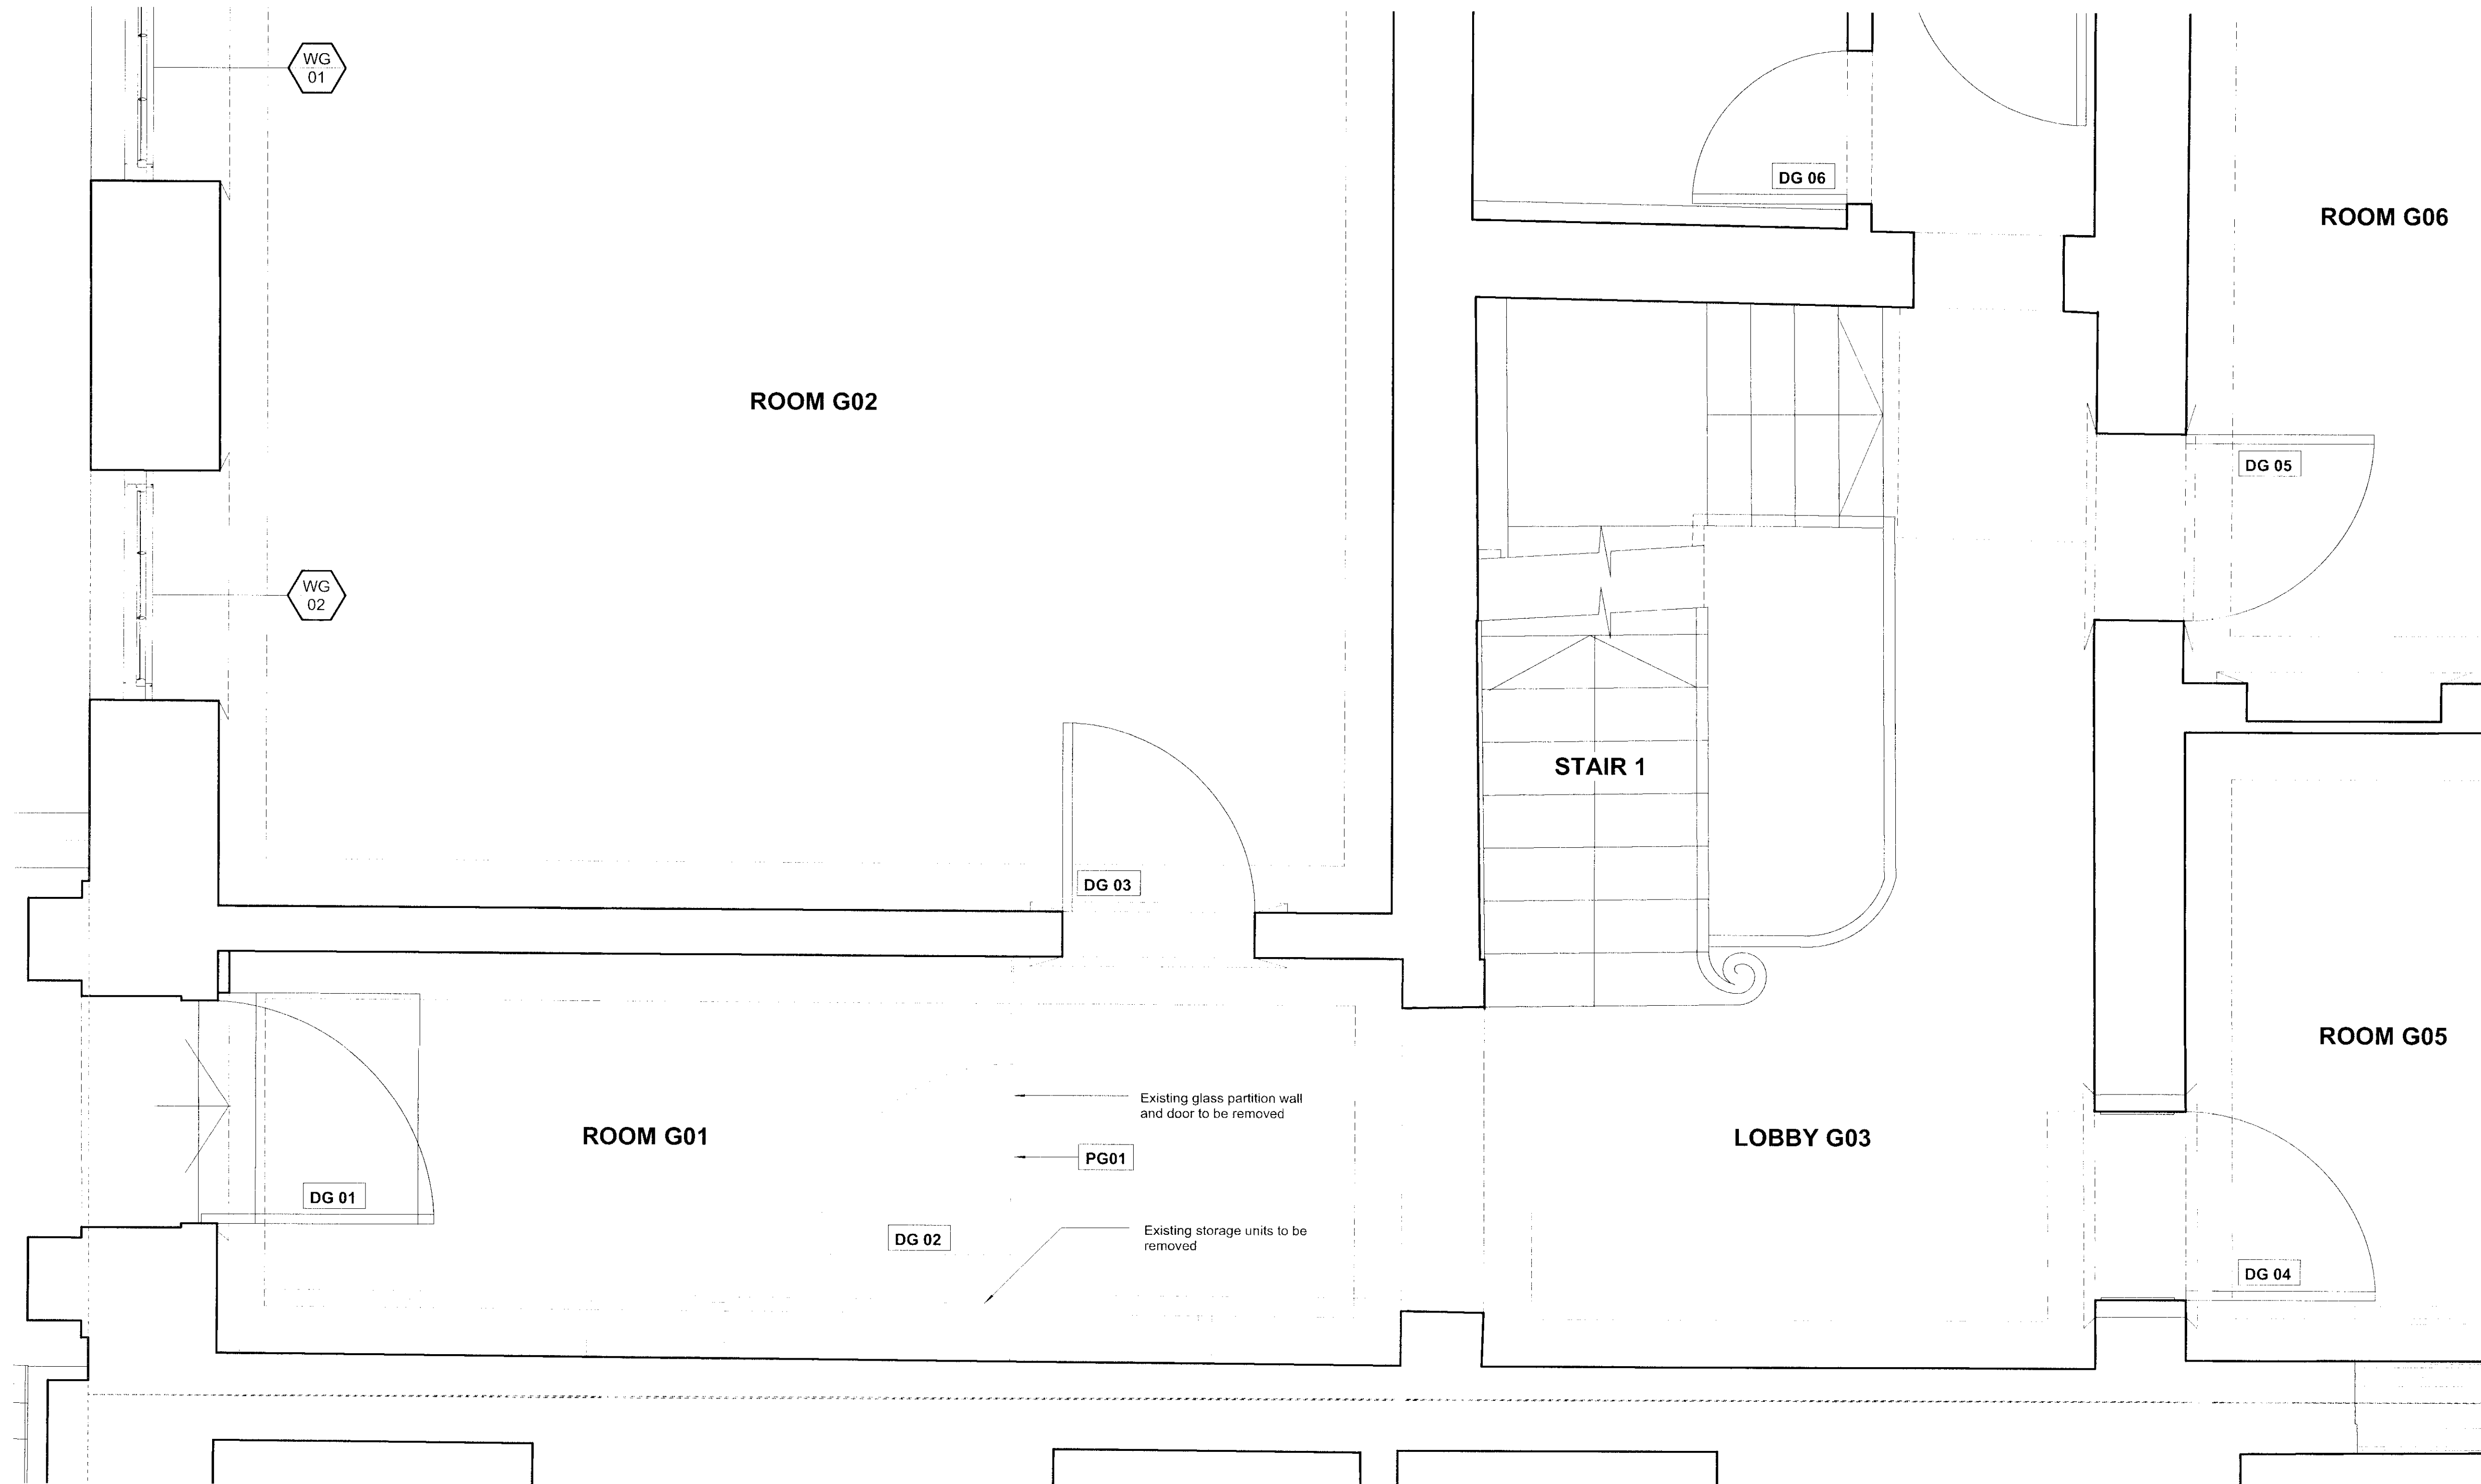 WG
01
DG 06
ROOM G06
ROOM G02
DG 05
WG
02
STAIR 1
DG 03
ROOM G05
Existing glass partition wall
and door to be removed
ROOM G01
LOBBY G03
PG01
DG 01
Existing storage units to be
removed
DG 02
DG 04